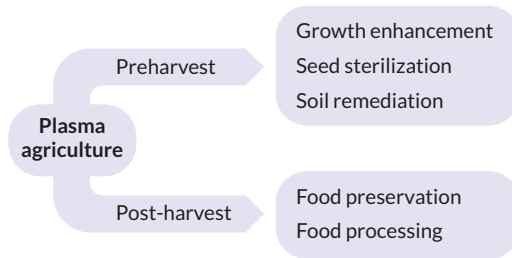 Plasma
agriculture
Preharvest
Growth enhancement
Seed sterilization
Soil remediation
Post-harvest
Food preservation
Food processing